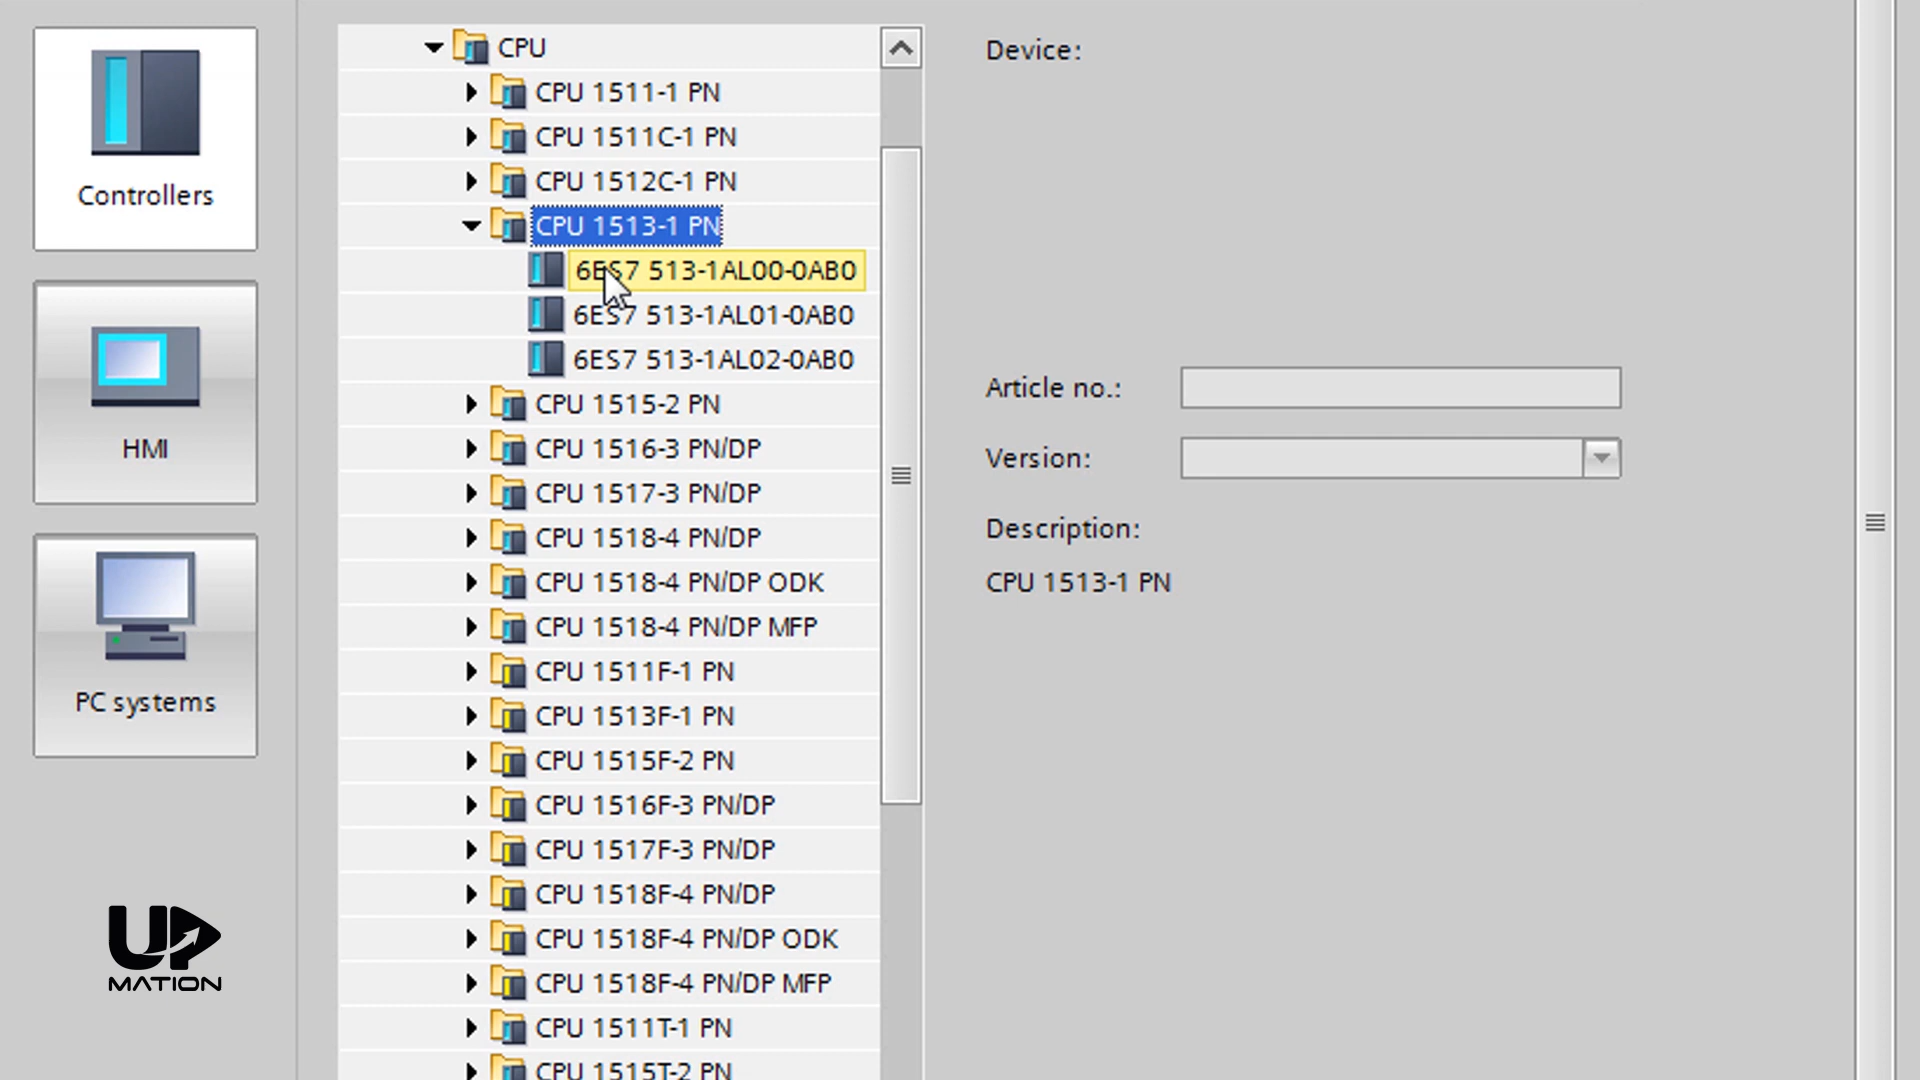 Controllers
HMI
PC systems
UP
MATION
CPU
CPU 1511-1 PN
CPU 1511C-1 PN
CPU 1512C-1 PN
CPU 1513-1 PN
6ES7 513-1AL00-0AB0
6ES7 513-1AL01-0AB0
6ES7 513-1AL02-0AB0
CPU 1515-2 PN
CPU 1516-3 PN/DP
CPU 1517-3 PN/DP
CPU 1518-4 PN/DP
CPU 1518-4 PN/DP ODK
CPU 1518-4 PN/DP MFP
CPU 1511F-1 PN
CPU 1513F-1 PN
CPU 1515F-2 PN
CPU 1516F-3 PN/DP
CPU 1517F-3 PN/DP
CPU 1518F-4 PN/DP
CPU 1518F-4 PN/DP ODK
CPU 1518F-4 PN/DP MFP
CPU 1511T-1 PN
CPU 1515T-2 PN
Device:
Article no.:
Version:
Description:
CPU 1513-1 PN